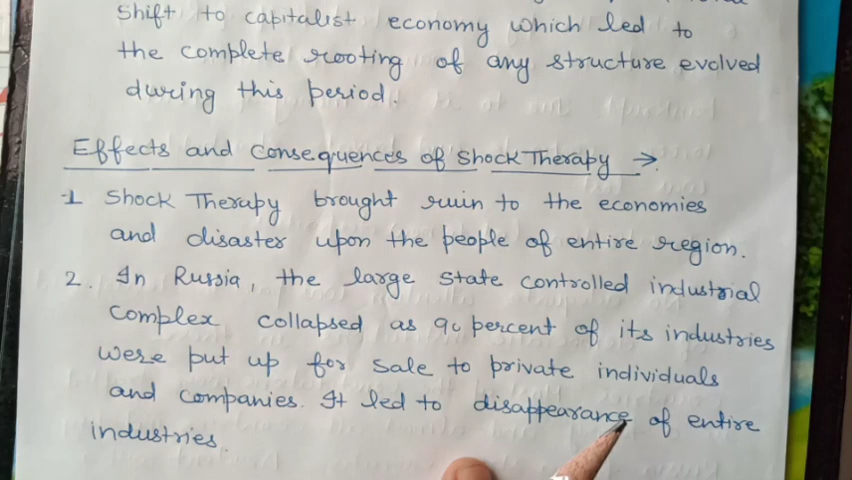 shift to capitalist economy which led to
the complete rooting of any structure evolved
during this period.
Effects and Consequences of Shock Therapy →
1 Shock Therapy brought ruin to the economies
and disaster upon the people of entire region.
2. In Russia, the large state controlled industrial
complex collapsed as 90 percent of its industries
were put up for sale to private individuals
and companies. It led to disappearance of entire
industries.